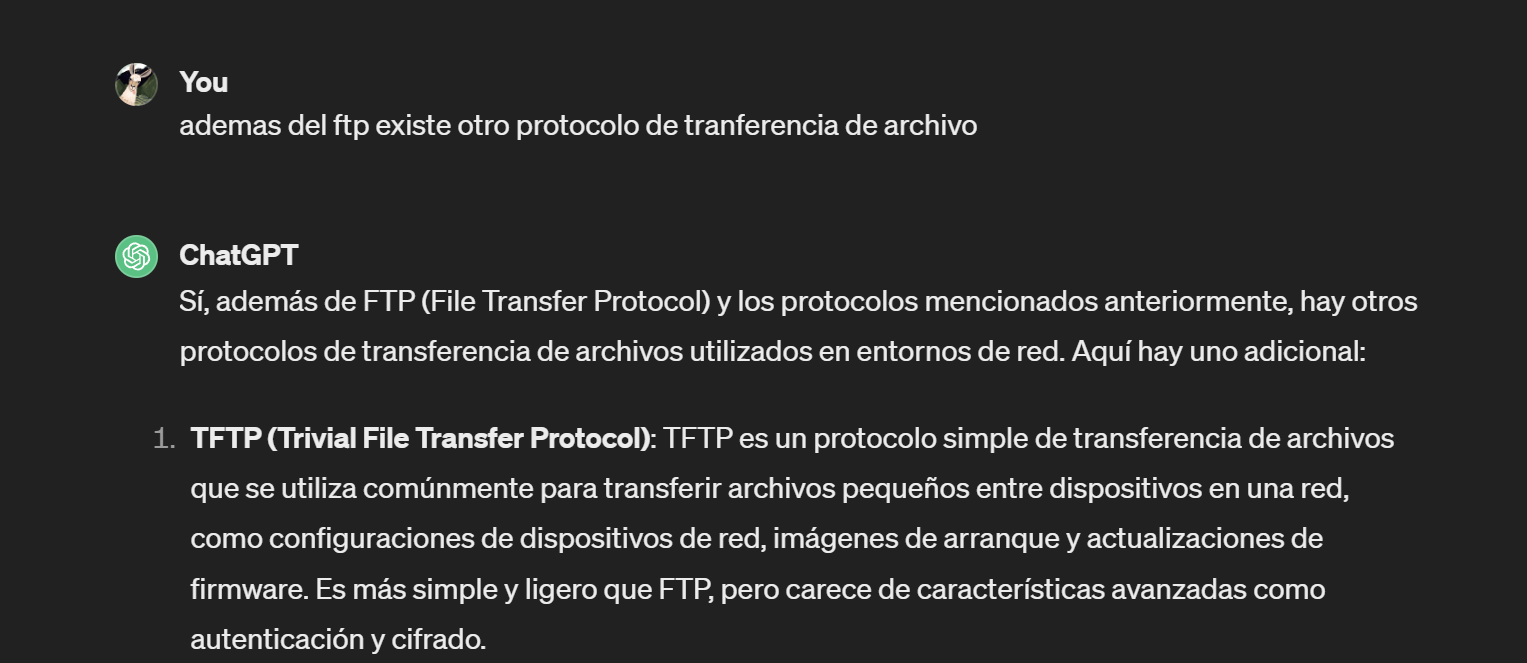 You
ademas del ftp existe otro protocolo de tranferencia de archivo
ChatGPT
Sí, además de FTP (File Transfer Protocol) y los protocolos mencionados anteriormente, hay otros
protocolos de transferencia de archivos utilizados en entornos de red. Aquí hay uno adicional:
1. TFTP (Trivial File Transfer Protocol): TFTP es un protocolo simple de transferencia de archivos
que se utiliza comúnmente para transferir archivos pequeños entre dispositivos en una red,
como configuraciones de dispositivos de red, imágenes de arranque y actualizaciones de
firmware. Es más simple y ligero que FTP, pero carece de características avanzadas como
autenticación y cifrado.